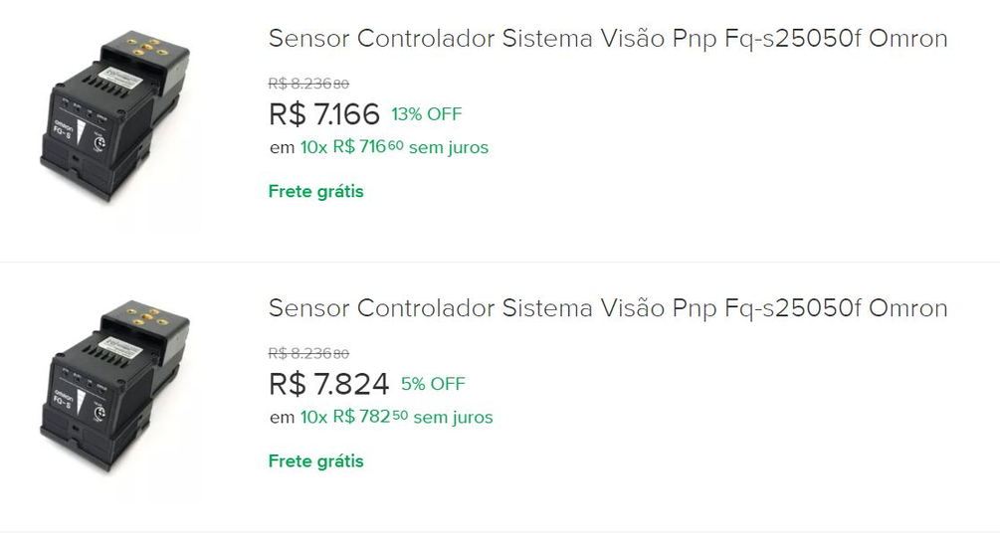 Sensor Controlador Sistema Visão Pnp Fq-s25050f Omron
R$ 8.236 80
R$ 7.166 13% OFF
em 10x R$ 716 60 sem juros
Frete grátis
omron
FQ-S
Sensor Controlador Sistema Visão Pnp Fq-s25050f Omron
R$ 8.236 80
R$ 7.824 5% OFF
em 10x R$ 782 50 sem juros
Frete grátis
omron
FQ-S